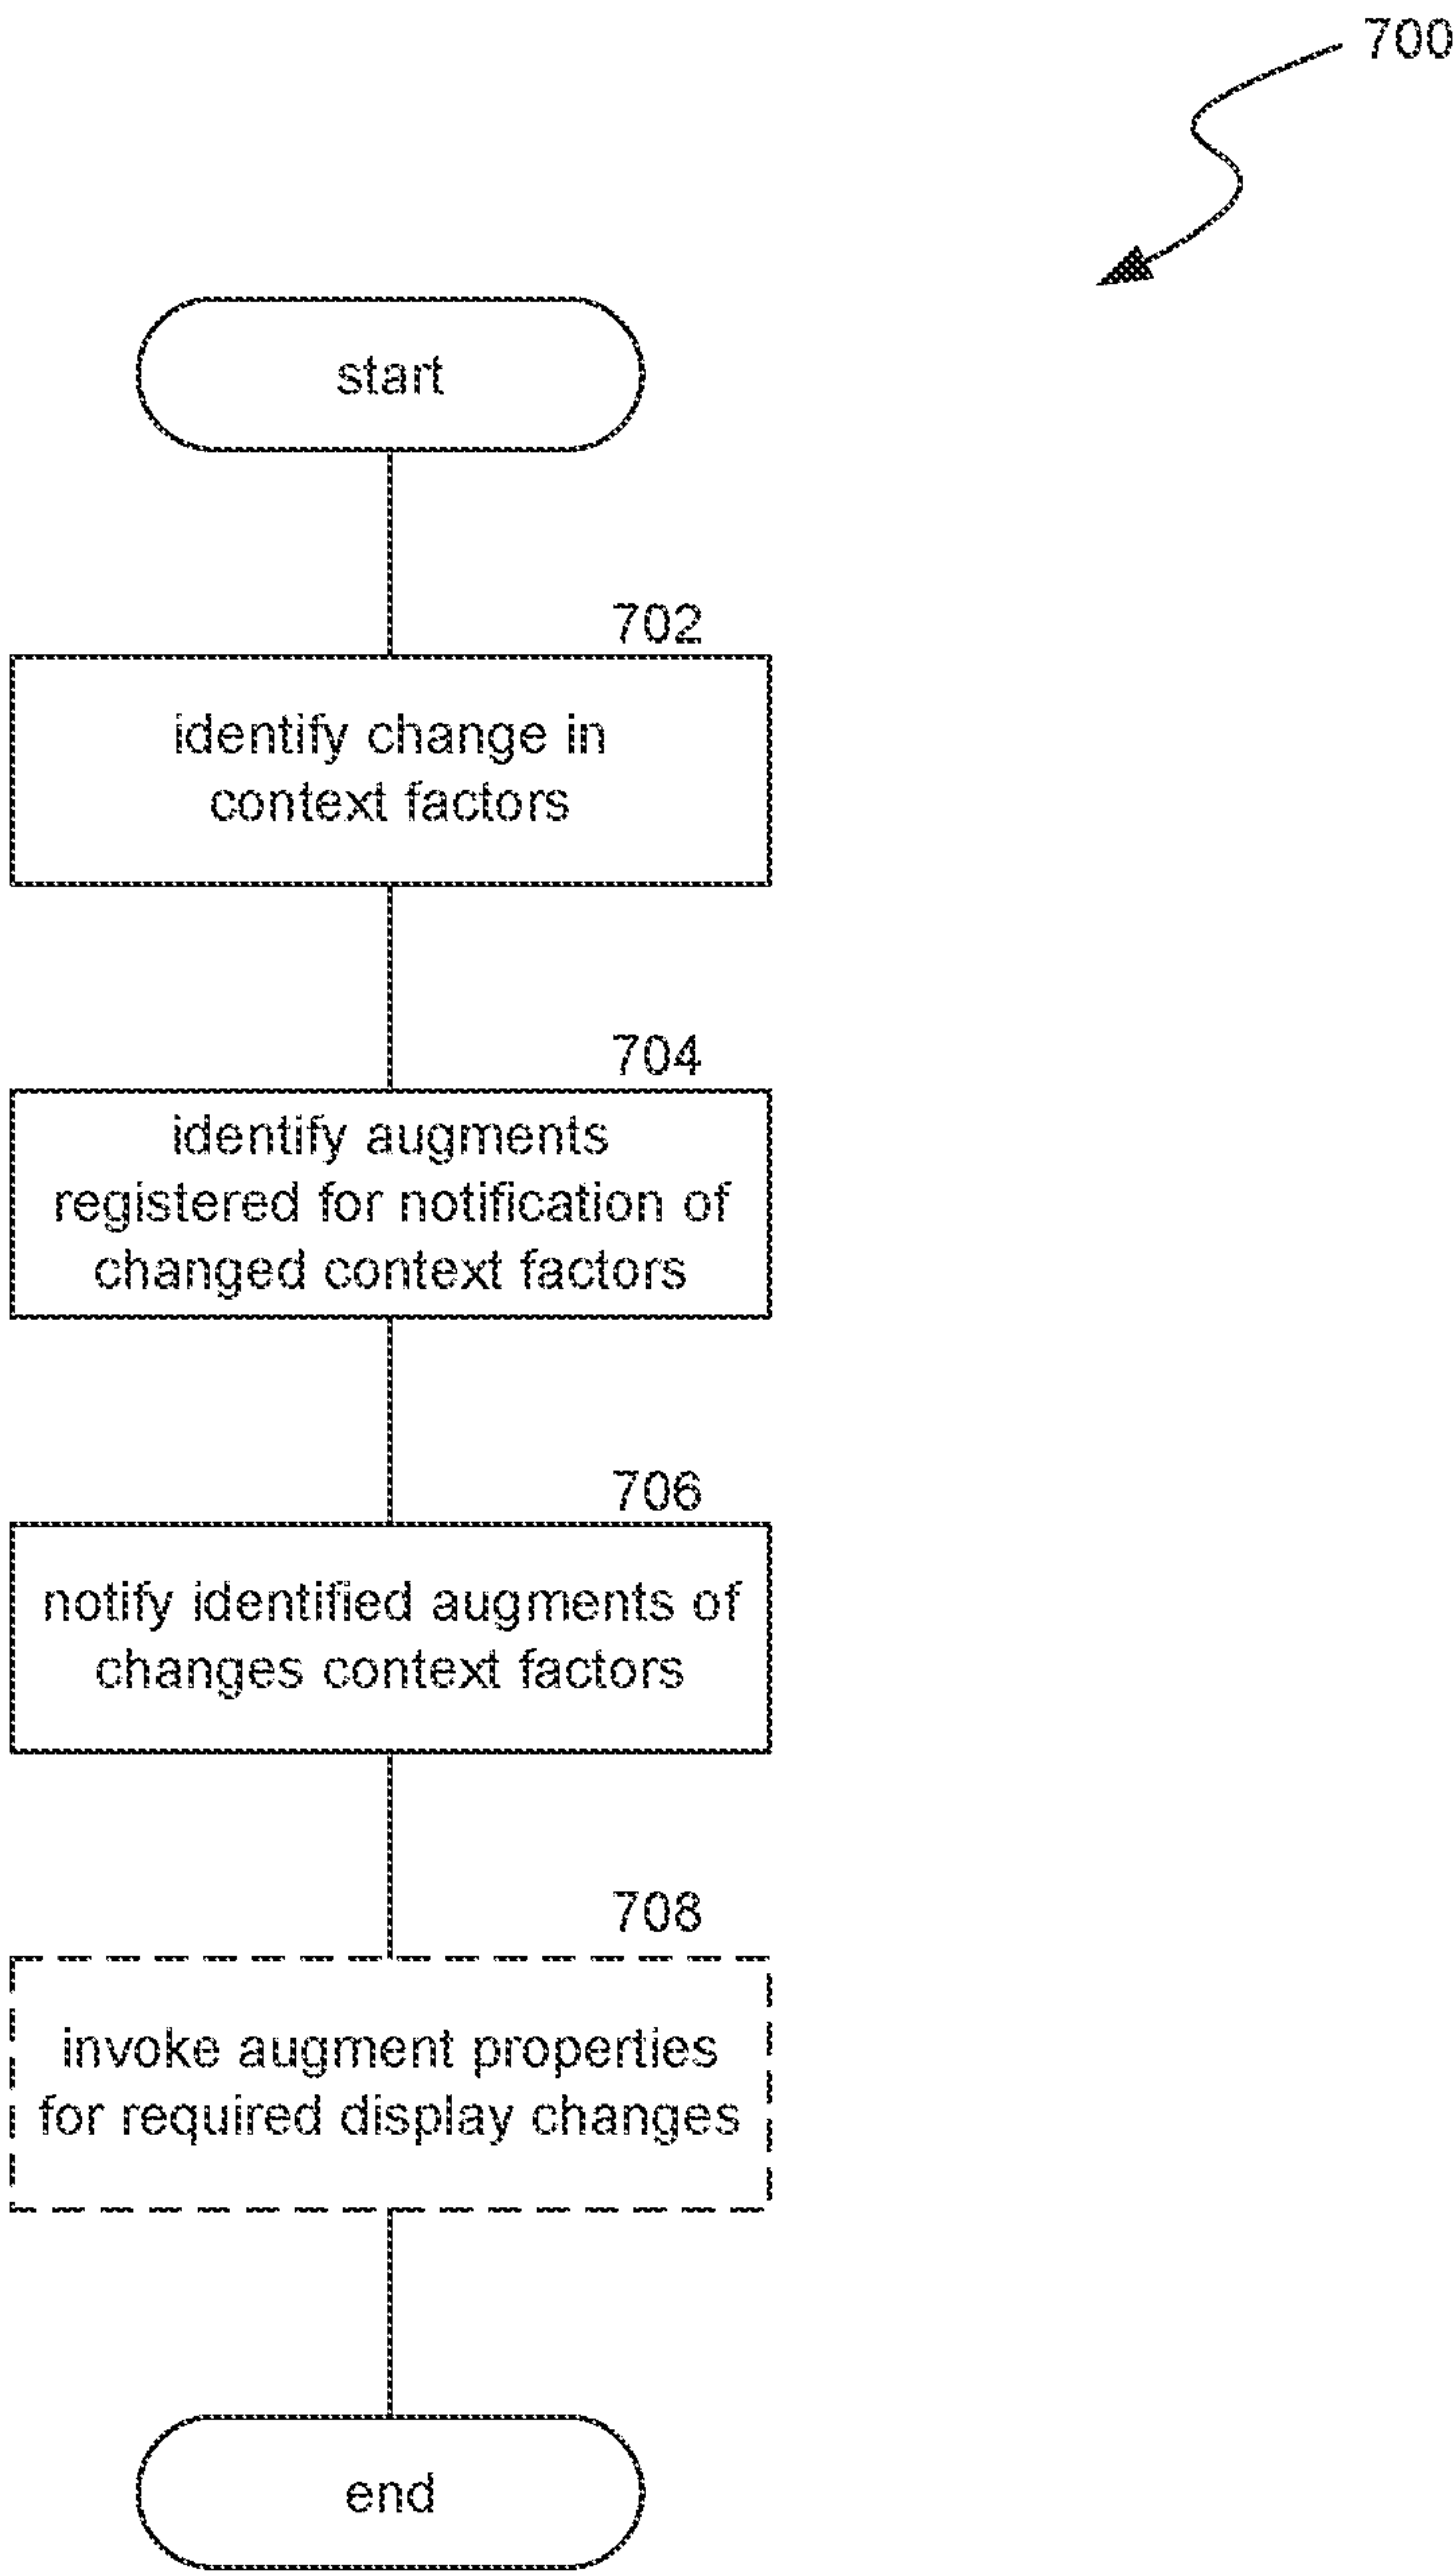 700
start
702
identify change in
context factors
704
identify augments
registered for notification of
changed context factors
706
notify identified augments of
changes context factors
708
invoke augment properties
for required display changes
end